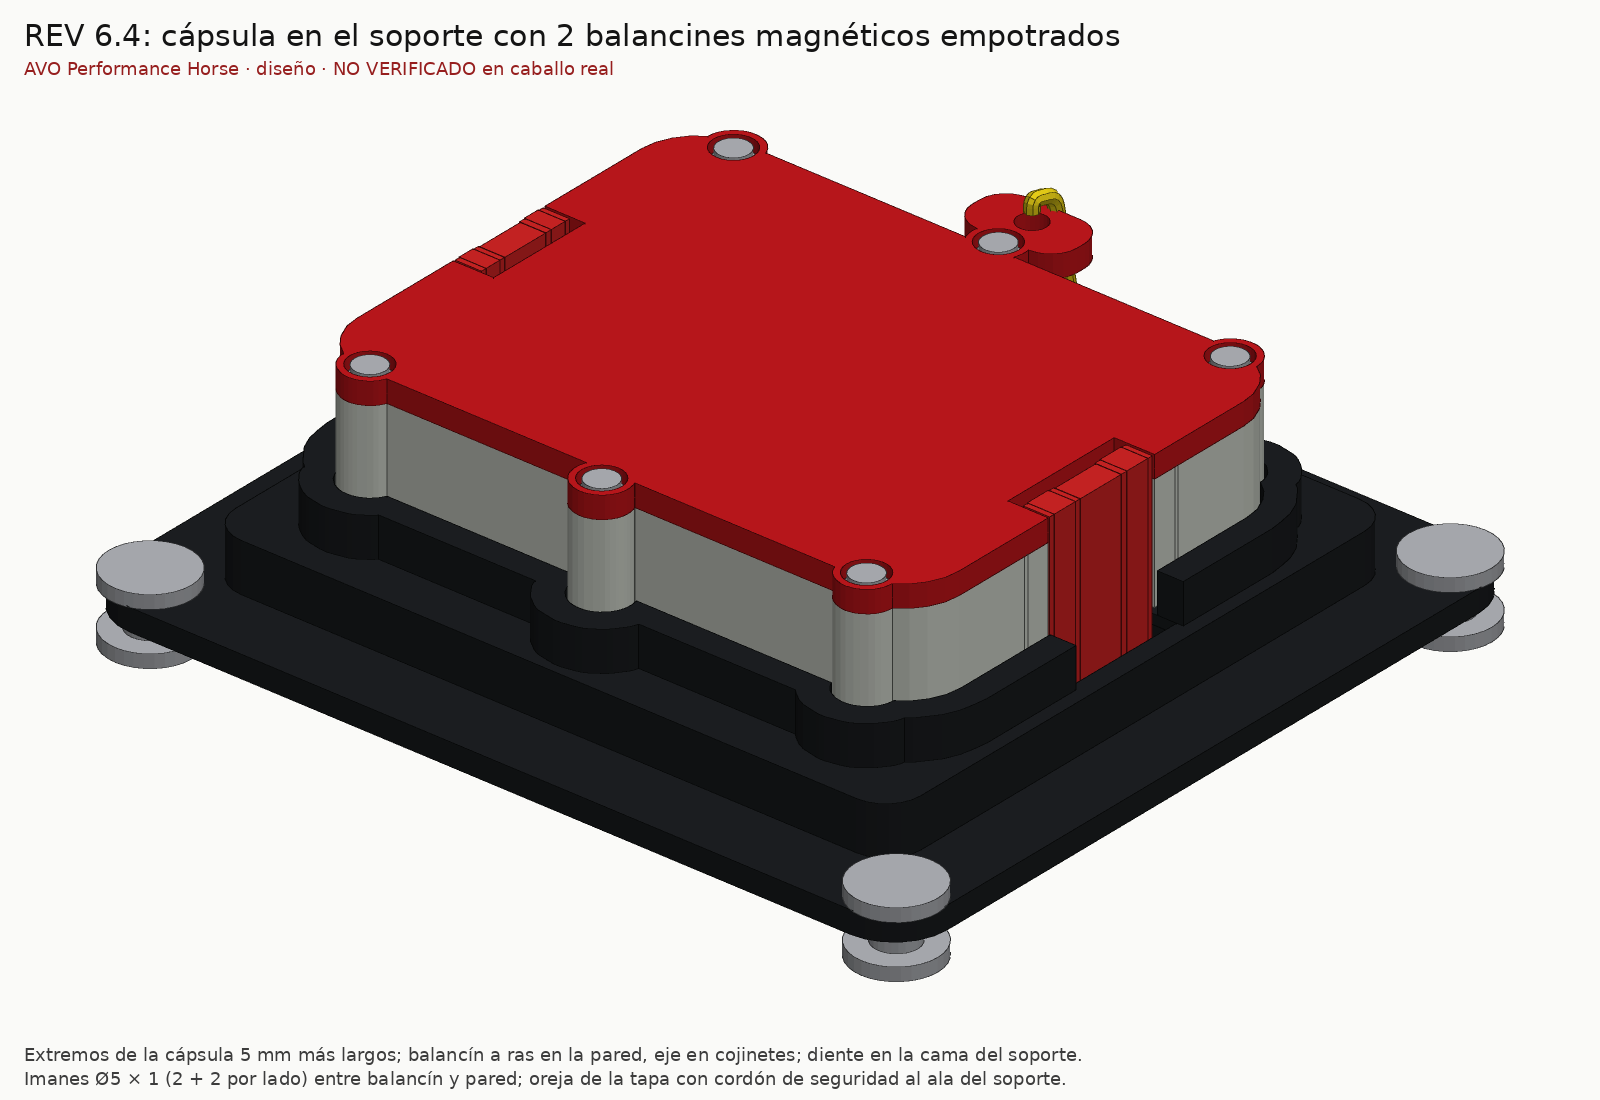 REV 6.4: cápsula en el soporte con 2 balancines magnéticos empotrados
AVO Performance Horse · diseño · NO VERIFICADO en caballo real
Extremos de la cápsula 5 mm más largos; balancín a ras en la pared, eje en cojinetes; diente en la cama del soporte.
Imanes Ø5 × 1 (2 + 2 por lado) entre balancín y pared; oreja de la tapa con cordón de seguridad al ala del soporte.